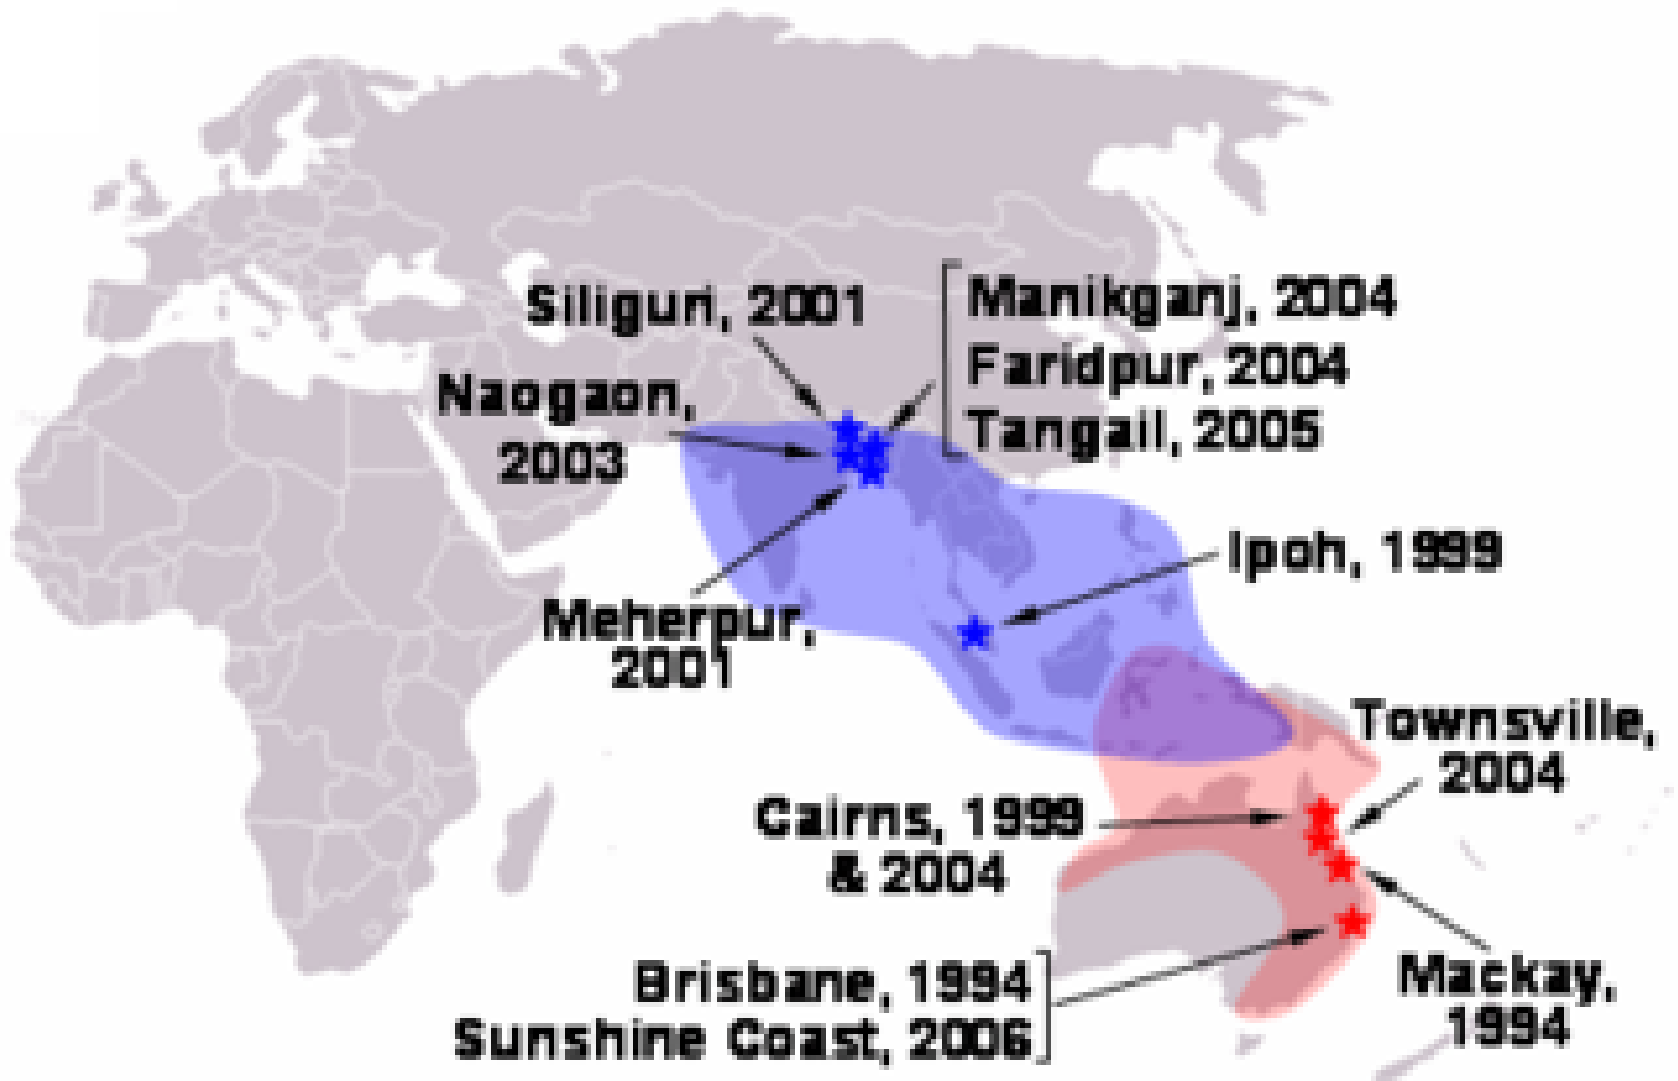 Siliguri, 2001
Manikganj, 2004
Faridpur, 2004
Tangail, 2005
Naogaon,
2003
Ipoh, 1999
Meherpur,
2001
Townsville,
2004
Cairns, 1999
& 2004
Brisbane, 1994
Sunshine Coast, 2006
Mackay,
1994